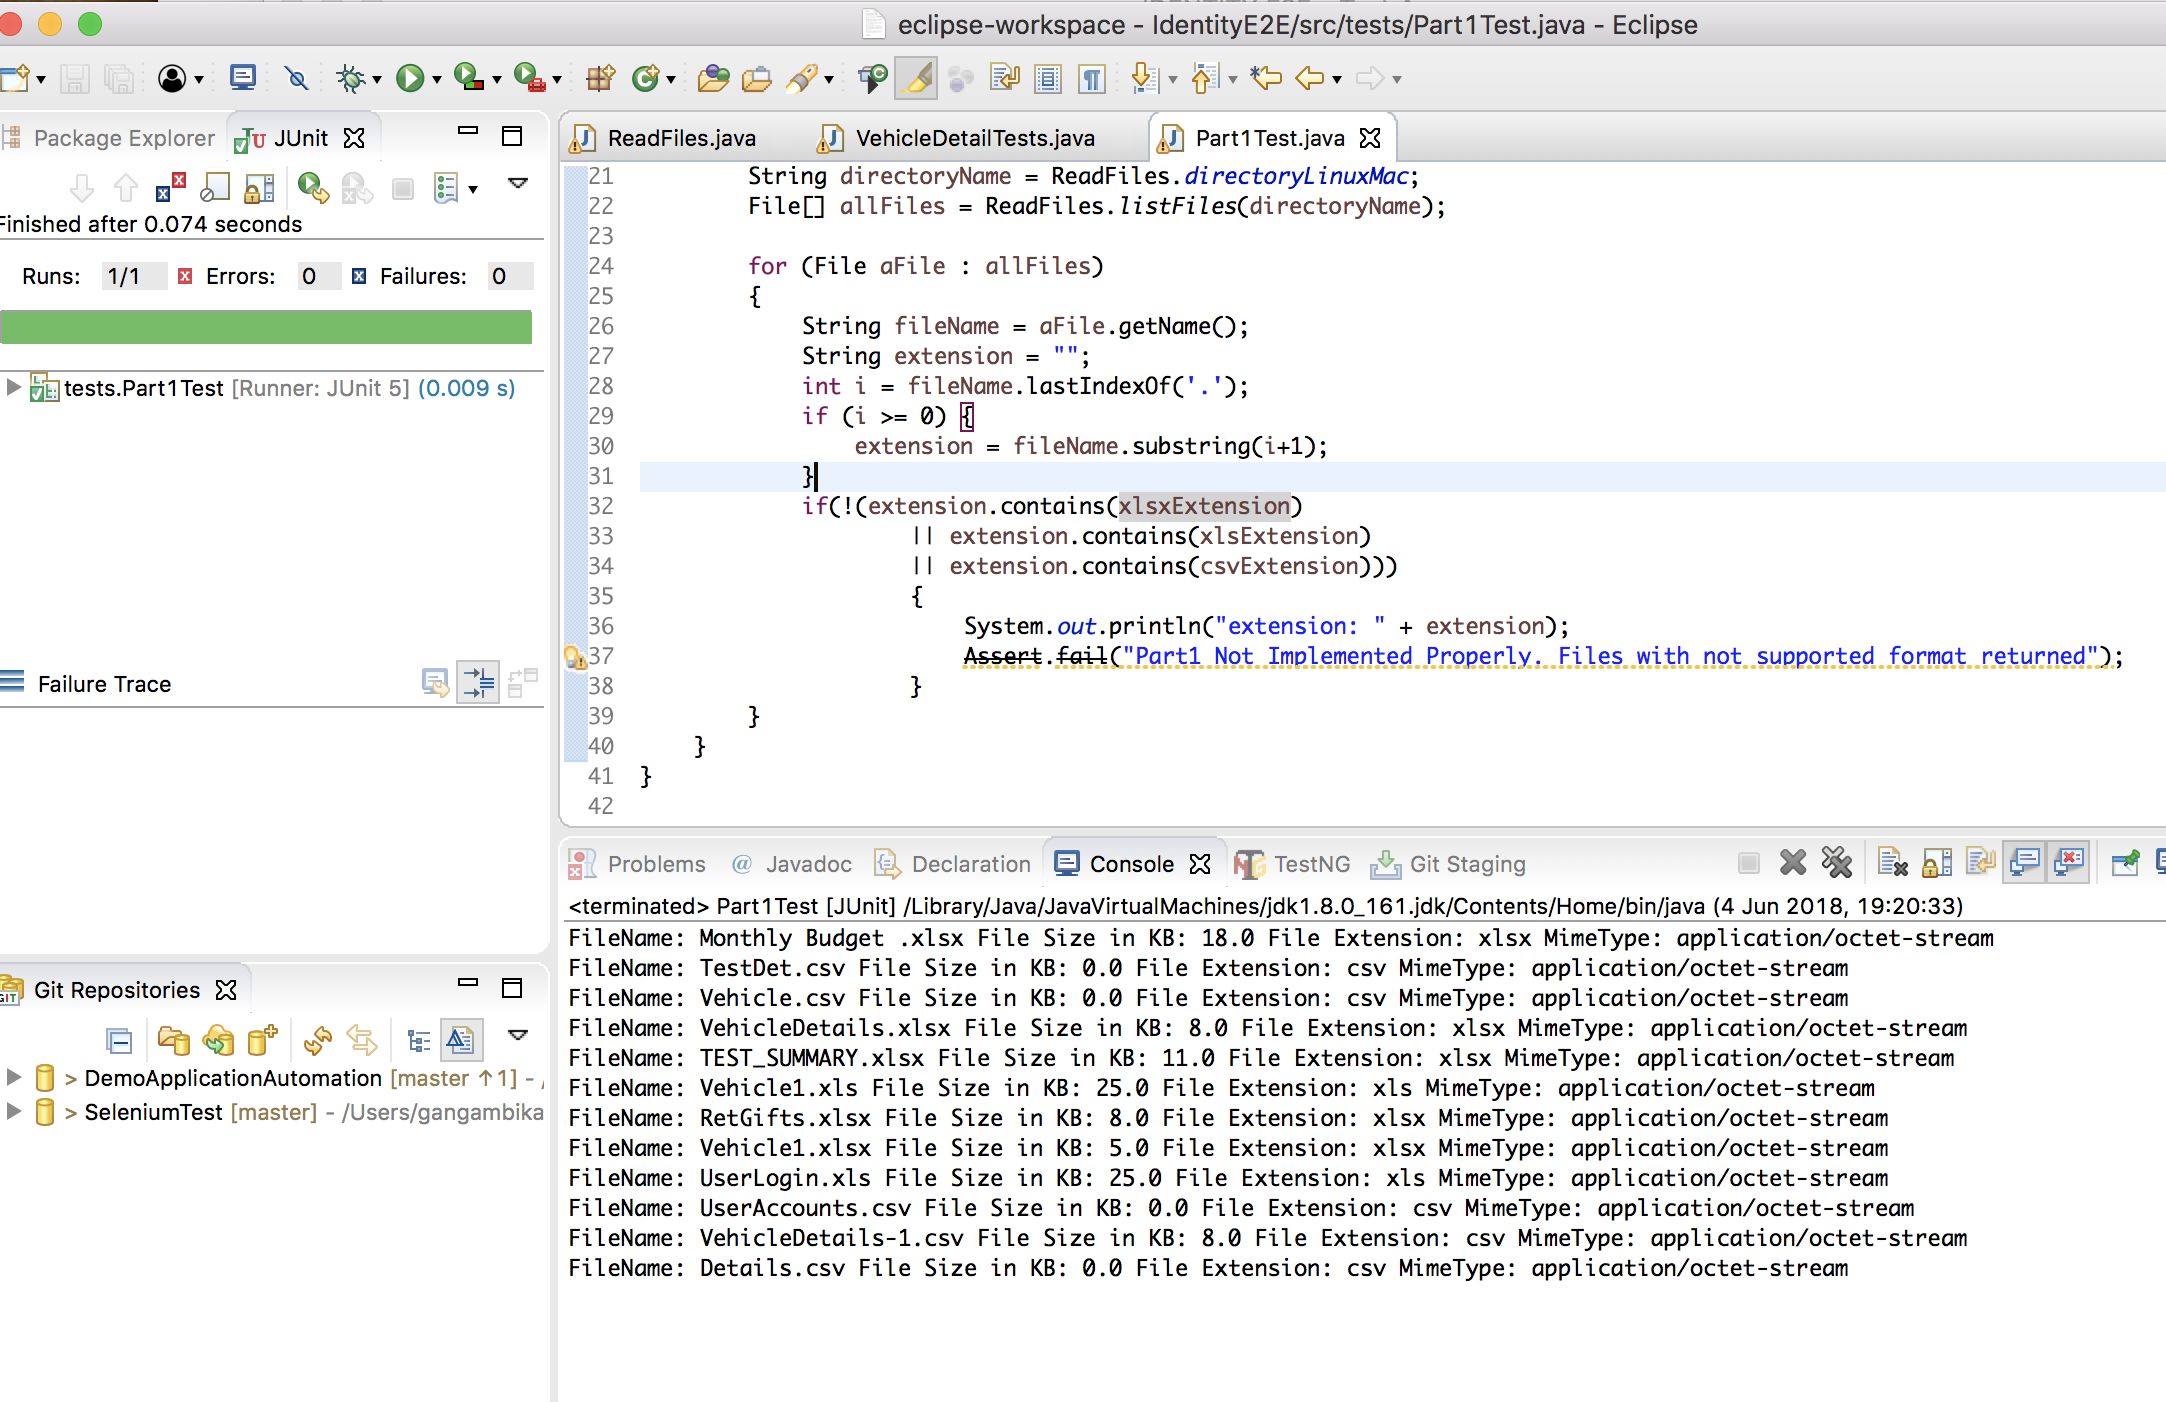 eclipse-workspace - IdentityE2E/src/tests/Part1Test.java - Eclipse
Package Explorer
JUnit
Finished after 0.074 seconds
Runs: 1/1 Errors: 0 Failures: 0
tests.Part1Test [Runner: JUnit 5] (0.009 s)
Failure Trace
Git Repositories
> DemoApplicationAutomation [master ↑1] - /
> SeleniumTest [master] - /Users/gangambika
ReadFiles.java
VehicleDetailTests.java
Part1Test.java
21 String directoryName = ReadFiles.directoryLinuxMac;
22 File[] allFiles = ReadFiles.listFiles(directoryName);
23
24 for (File aFile : allFiles)
25 {
26 String fileName = aFile.getName();
27 String extension = "";
28 int i = fileName.lastIndexOf('.');
29 if (i >= 0) {
30 extension = fileName.substring(i+1);
31 }
32 if(!(extension.contains(xlsxExtension)
33 || extension.contains(xlsExtension)
34 || extension.contains(csvExtension)))
35 {
36 System.out.println("extension: " + extension);
37 Assert.fail("Part1 Not Implemented Properly. Files with not supported format returned");
38 }
39 }
40 }
41 }
42
Problems
@ Javadoc
Declaration
Console
TestNG
Git Staging
<terminated> Part1Test [JUnit] /Library/Java/JavaVirtualMachines/jdk1.8.0_161.jdk/Contents/Home/bin/java (4 Jun 2018, 19:20:33)
FileName: Monthly Budget .xlsx File Size in KB: 18.0 File Extension: xlsx MimeType: application/octet-stream
FileName: TestDet.csv File Size in KB: 0.0 File Extension: csv MimeType: application/octet-stream
FileName: Vehicle.csv File Size in KB: 0.0 File Extension: csv MimeType: application/octet-stream
FileName: VehicleDetails.xlsx File Size in KB: 8.0 File Extension: xlsx MimeType: application/octet-stream
FileName: TEST_SUMMARY.xlsx File Size in KB: 11.0 File Extension: xlsx MimeType: application/octet-stream
FileName: Vehicle1.xls File Size in KB: 25.0 File Extension: xls MimeType: application/octet-stream
FileName: RetGifts.xlsx File Size in KB: 8.0 File Extension: xlsx MimeType: application/octet-stream
FileName: Vehicle1.xlsx File Size in KB: 5.0 File Extension: xlsx MimeType: application/octet-stream
FileName: UserLogin.xls File Size in KB: 25.0 File Extension: xls MimeType: application/octet-stream
FileName: UserAccounts.csv File Size in KB: 0.0 File Extension: csv MimeType: application/octet-stream
FileName: VehicleDetails-1.csv File Size in KB: 8.0 File Extension: csv MimeType: application/octet-stream
FileName: Details.csv File Size in KB: 0.0 File Extension: csv MimeType: application/octet-stream